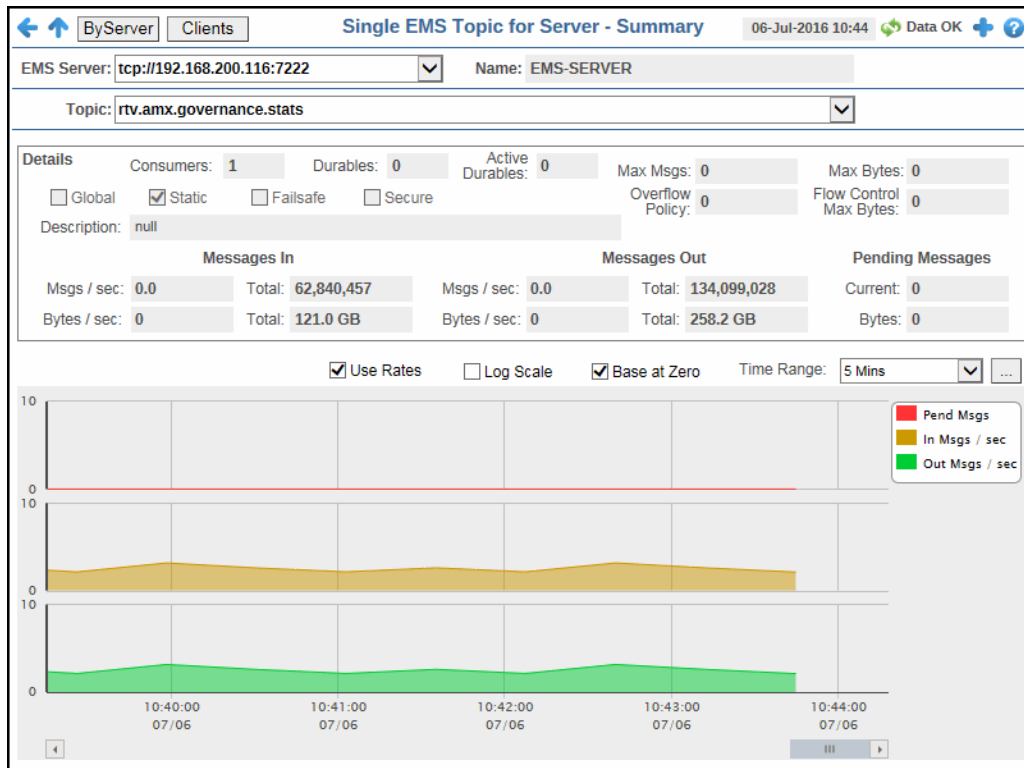 ByServer Clients Single EMS Topic for Server - Summary 06-Jul-2016 10:44 Data OK ?
EMS Server: tcp://192.168.200.116:7222 Name: EMS-SERVER
Topic: rtv.amx.governance.stats
Details Consumers: 1 Durables: 0 Active Durables: 0 Max Msgs: 0 Max Bytes: 0
Global Static Failsafe Secure Overflow Policy: 0 Flow Control Max Bytes: 0
Description: null
Messages In Messages Out Pending Messages
Msgs / sec: 0.0 Total: 62,840,457 Msgs / sec: 0.0 Total: 134,099,028 Current: 0
Bytes / sec: 0 Total: 121.0 GB Bytes / sec: 0 Total: 258.2 GB Bytes: 0
Use Rates Log Scale Base at Zero Time Range: 5 Mins ...
10
0
10
0
10
0
Pend Msgs
In Msgs / sec
Out Msgs / sec
10:40:00 10:41:00 10:42:00 10:43:00 10:44:00
07/06 07/06 07/06 07/06 07/06